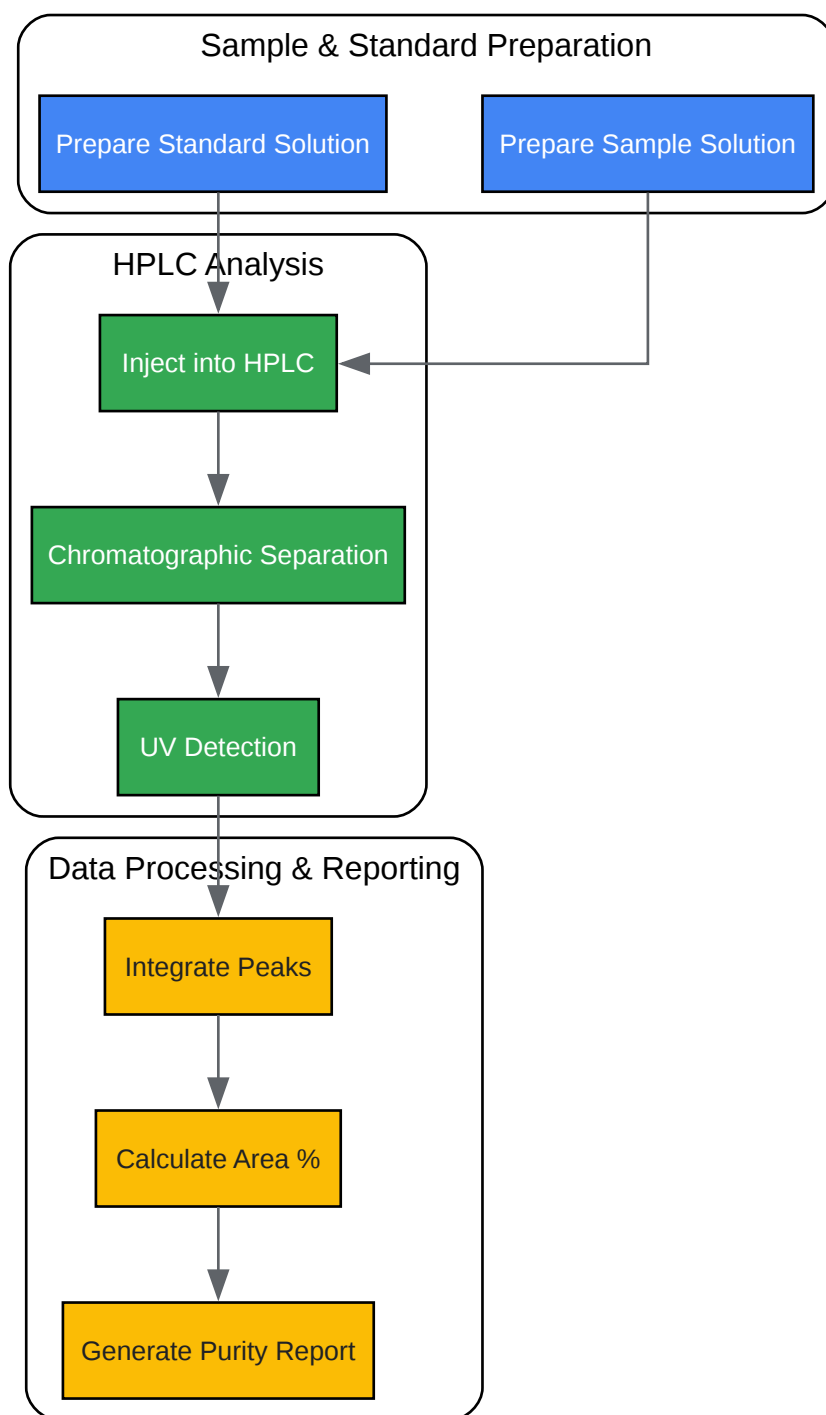 Sample & Standard Preparation
Prepare Standard Solution
Prepare Sample Solution
HPLC Analysis
Inject into HPLC
Chromatographic Separation
UV Detection
Data Processing & Reporting
Integrate Peaks
Calculate Area %
Generate Purity Report